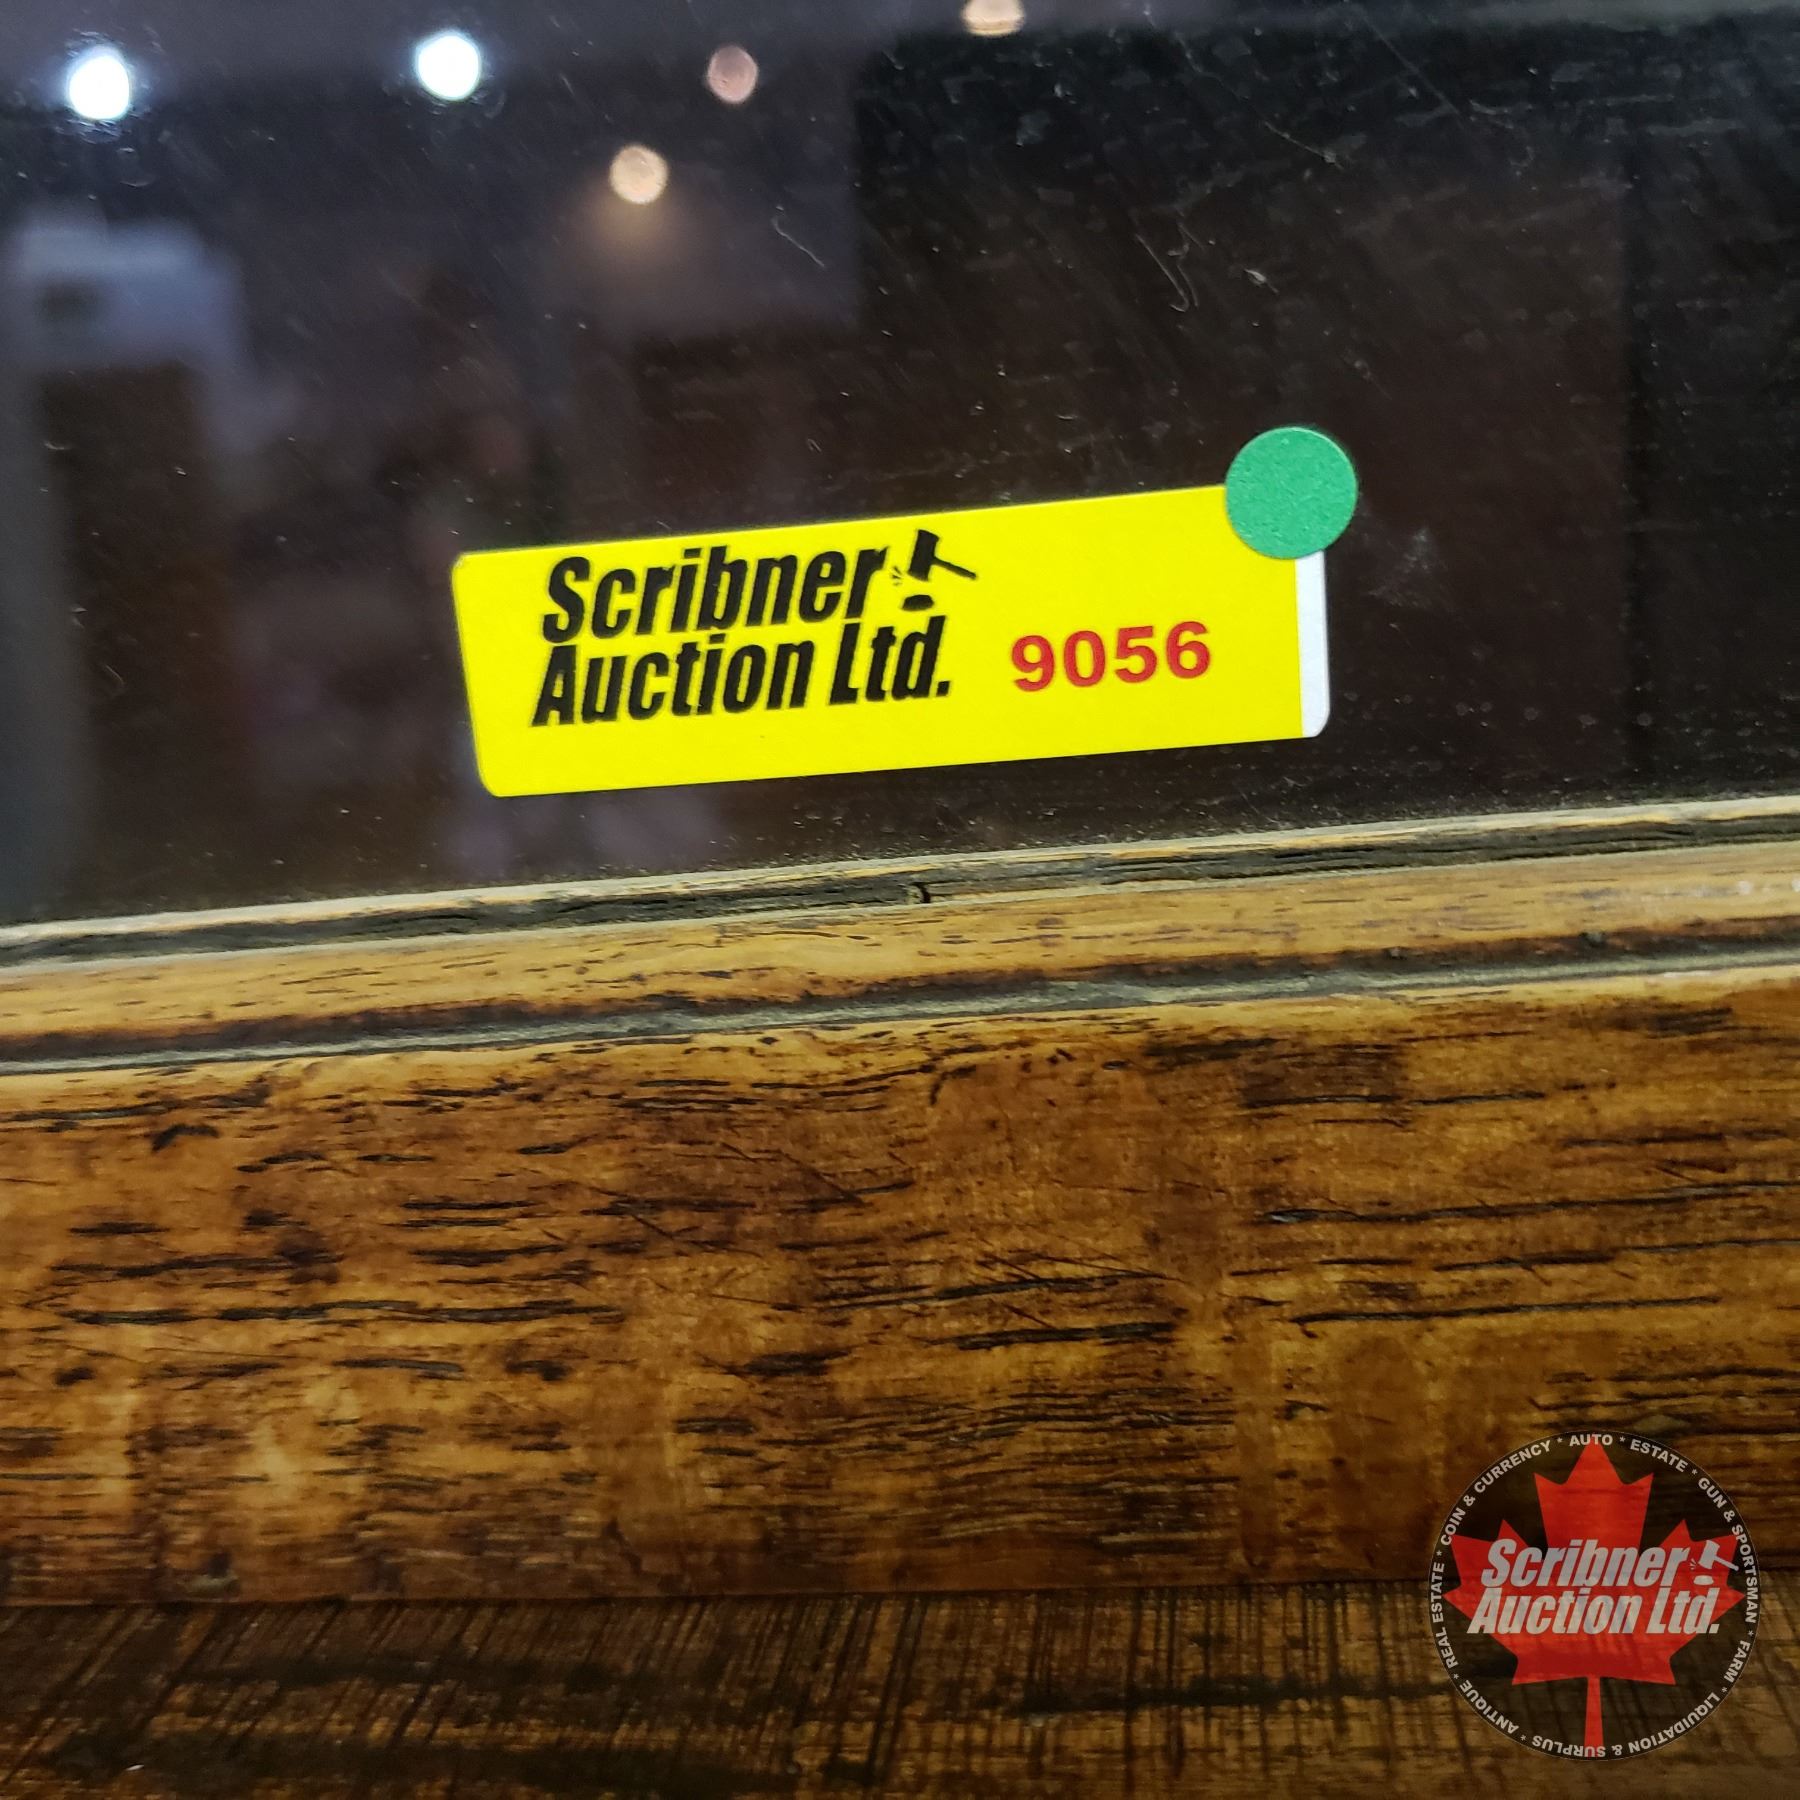 Scribner
Auction Ltd.
9056
COIN & CURRENCY * AUTO * ESTATE * GUN & SPORTSMAN * FARM * LIQUIDATION & SURPLUS * ANTIQUE * REAL ESTATE *
Scribner
Auction Ltd.